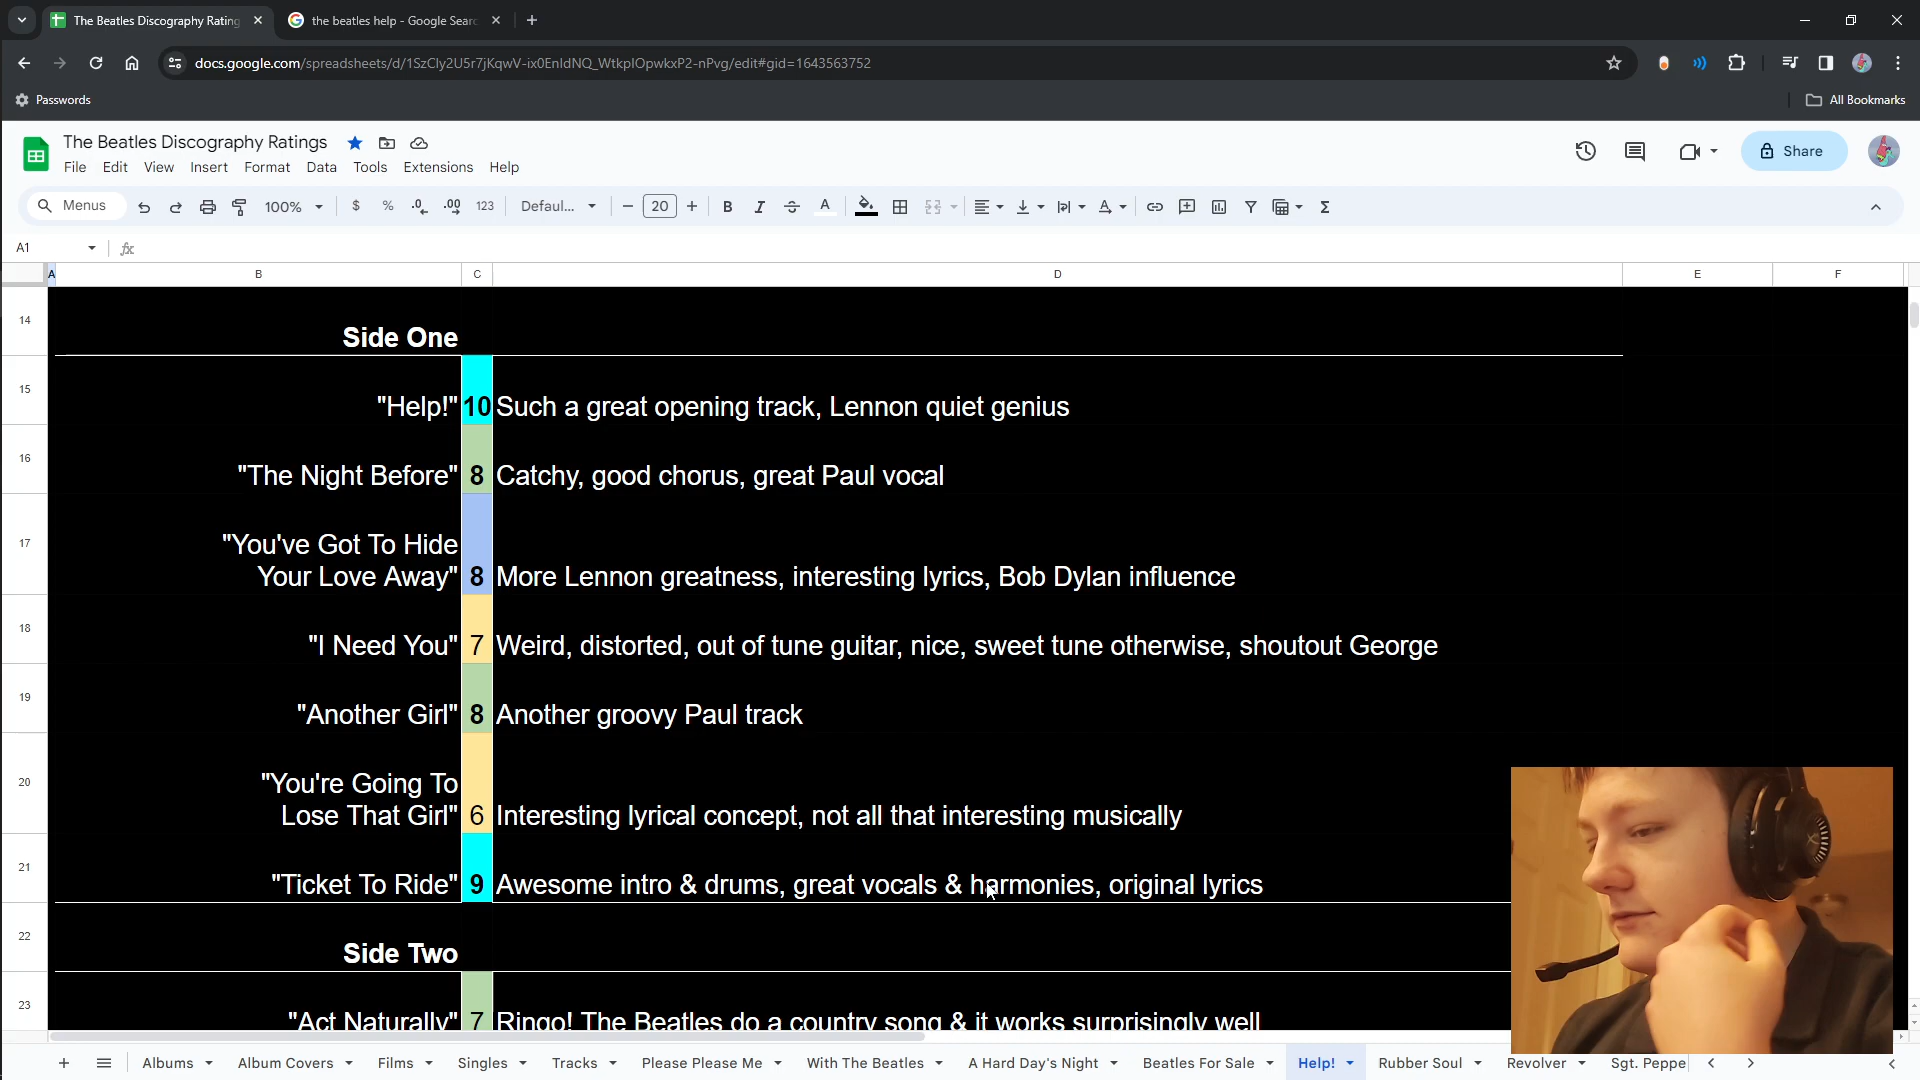 The Beatles Discography Rating
the beatles help - Google Sear
docs.google.com/spreadsheets/d/1SzCly2U5r7jKqwV-ix0EnIdNQ_WtkpIOpwkxP2-nPvg/edit#gid=1643563752
Passwords
All Bookmarks
The Beatles Discography Ratings
File Edit View Insert Format Data Tools Extensions Help
Share
Menus
100% $ % .0 .00 123 Defaul... 20 B I A Σ
A1 fx
A B C D E F
14 Side One
15 "Help!" 10 Such a great opening track, Lennon quiet genius
16 "The Night Before" 8 Catchy, good chorus, great Paul vocal
"You've Got To Hide
17 Your Love Away" 8 More Lennon greatness, interesting lyrics, Bob Dylan influence
18 "I Need You" 7 Weird, distorted, out of tune guitar, nice, sweet tune otherwise, shoutout George
19 "Another Girl" 8 Another groovy Paul track
"You're Going To
20 Lose That Girl" 6 Interesting lyrical concept, not all that interesting musically
21 "Ticket To Ride" 9 Awesome intro & drums, great vocals & harmonies, original lyrics
22 Side Two
23 "Act Naturally" 7 Ringo! The Beatles do a country song & it works surprisingly well
Albums Album Covers Films Singles Tracks Please Please Me With The Beatles A Hard Day's Night Beatles For Sale Help! Rubber Soul Revolver Sgt. Peppe